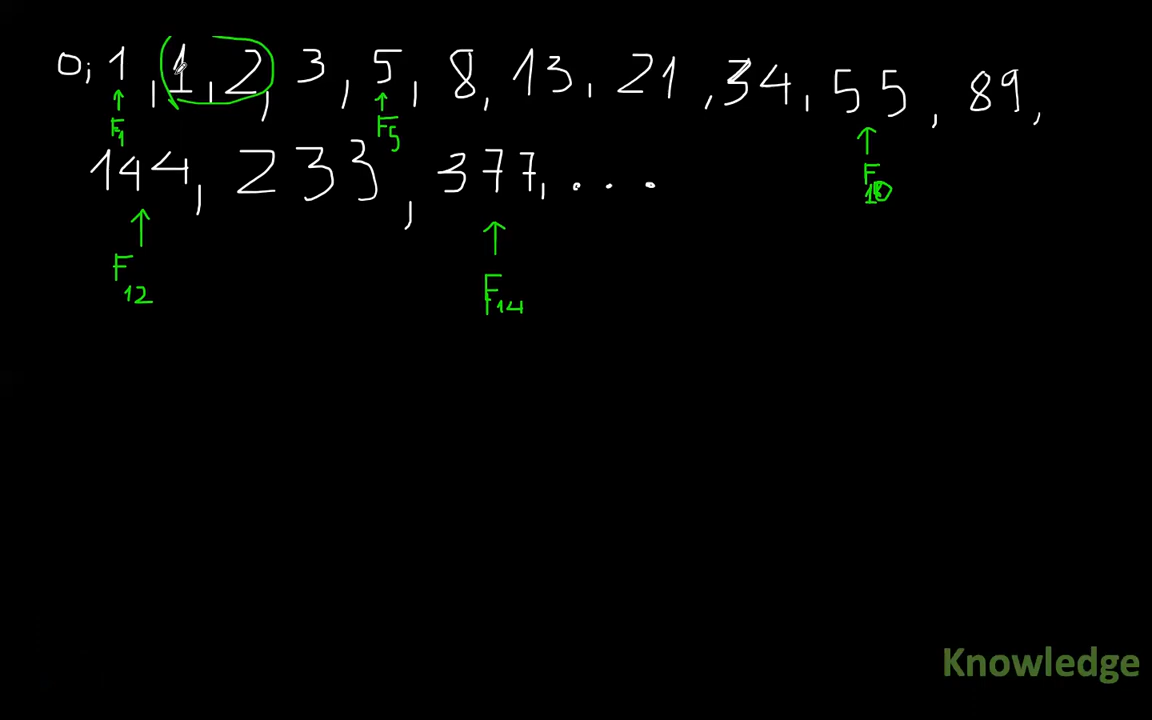 0; 1, 1, 2, 3, 5, 8, 13, 21, 34, 55, 89,
F1 F5 F10
144, 233, 377, ...
F12 F14
Knowledge